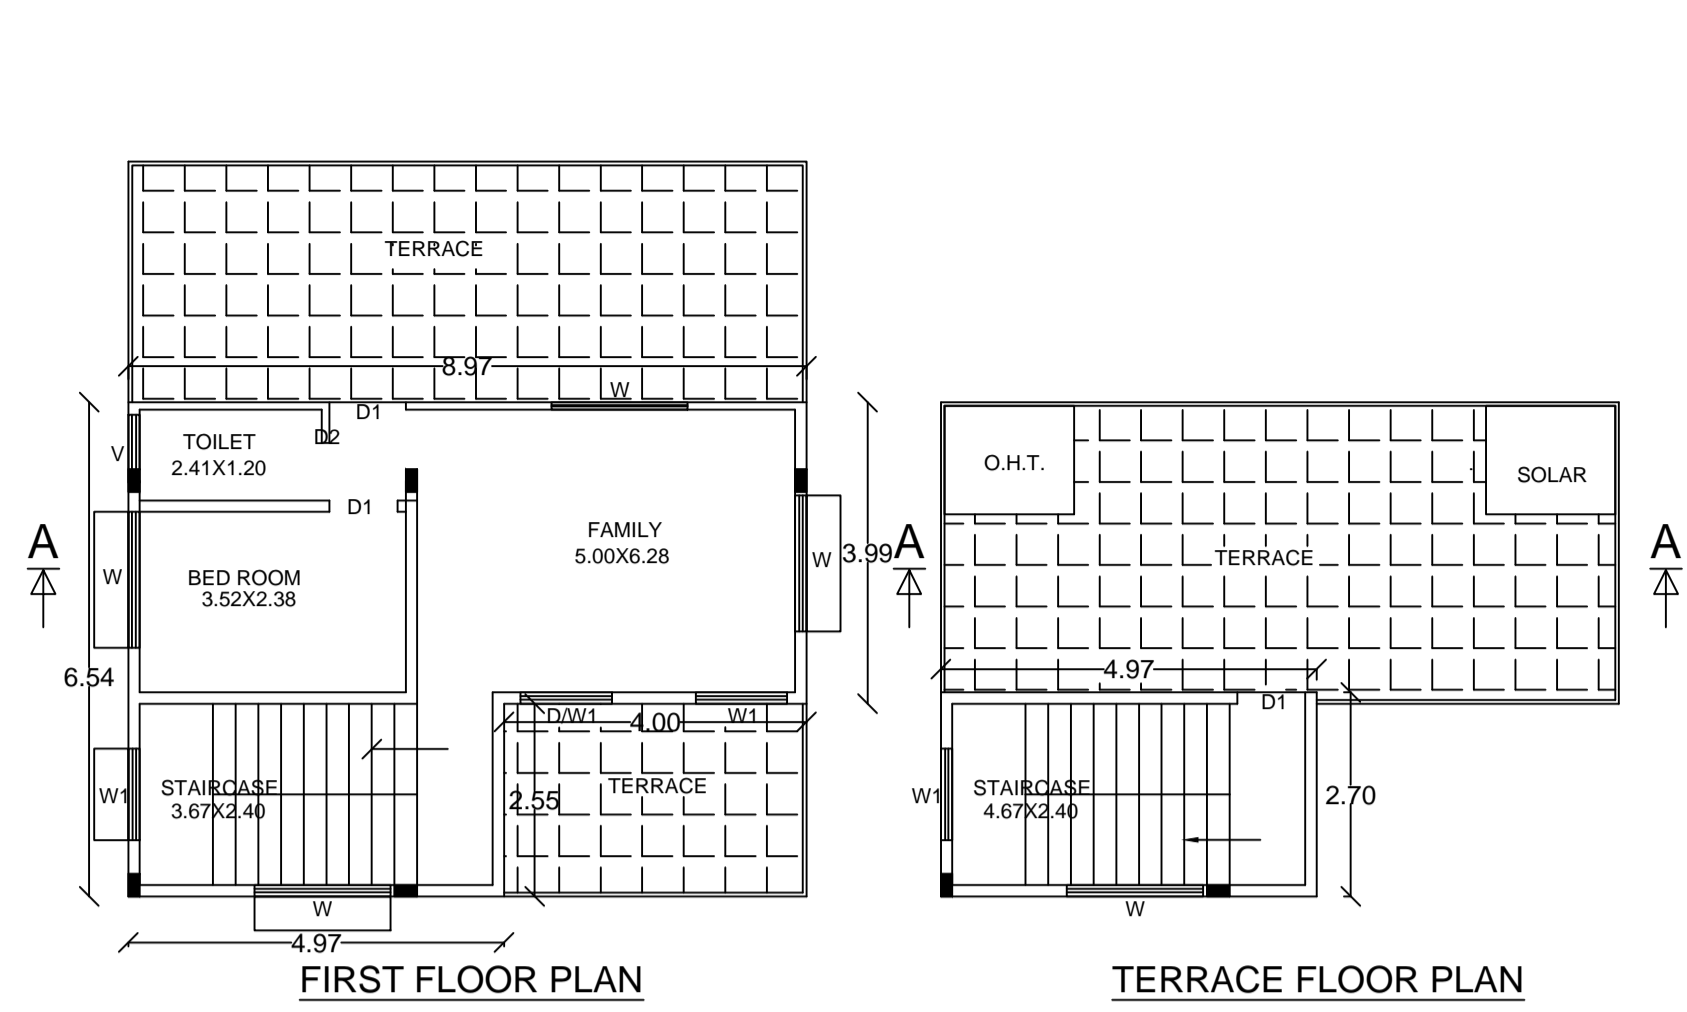 TERRACE
8.97
W
D1
D2
TOILET
2.41X1.20
V
D1
FAMILY
5.00X6.28
A
W
BED ROOM
3.52X2.38
W
3.99
6.54
D/W1
4.00
W1
STAIRCASE
3.67X2.40
W1
2.55
TERRACE
W
4.97
FIRST FLOOR PLAN
O.H.T.
SOLAR
A
TERRACE
A
4.97
D1
STAIRCASE
4.67X2.40
W1
2.70
W
TERRACE FLOOR PLAN